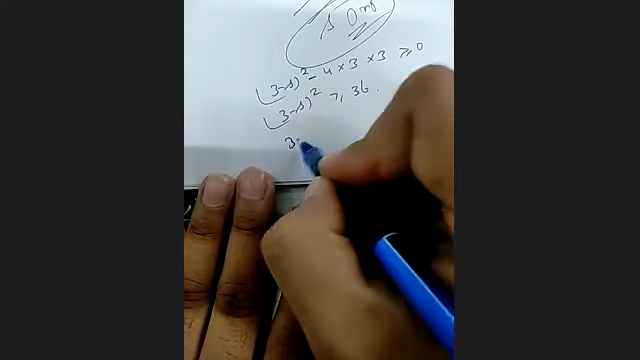 (3-s)² - 4 × 3 × 3 ≥ 0
(3-s)² ≥ 36.
3-